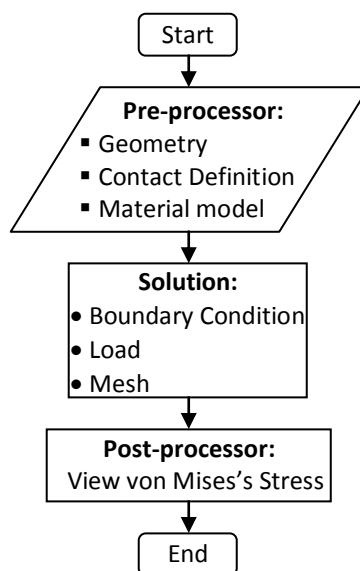 Start
Pre-processor:
▪ Geometry
▪ Contact Definition
▪ Material model
Solution:
• Boundary Condition
• Load
• Mesh
Post-processor:
View von Mises's Stress
End